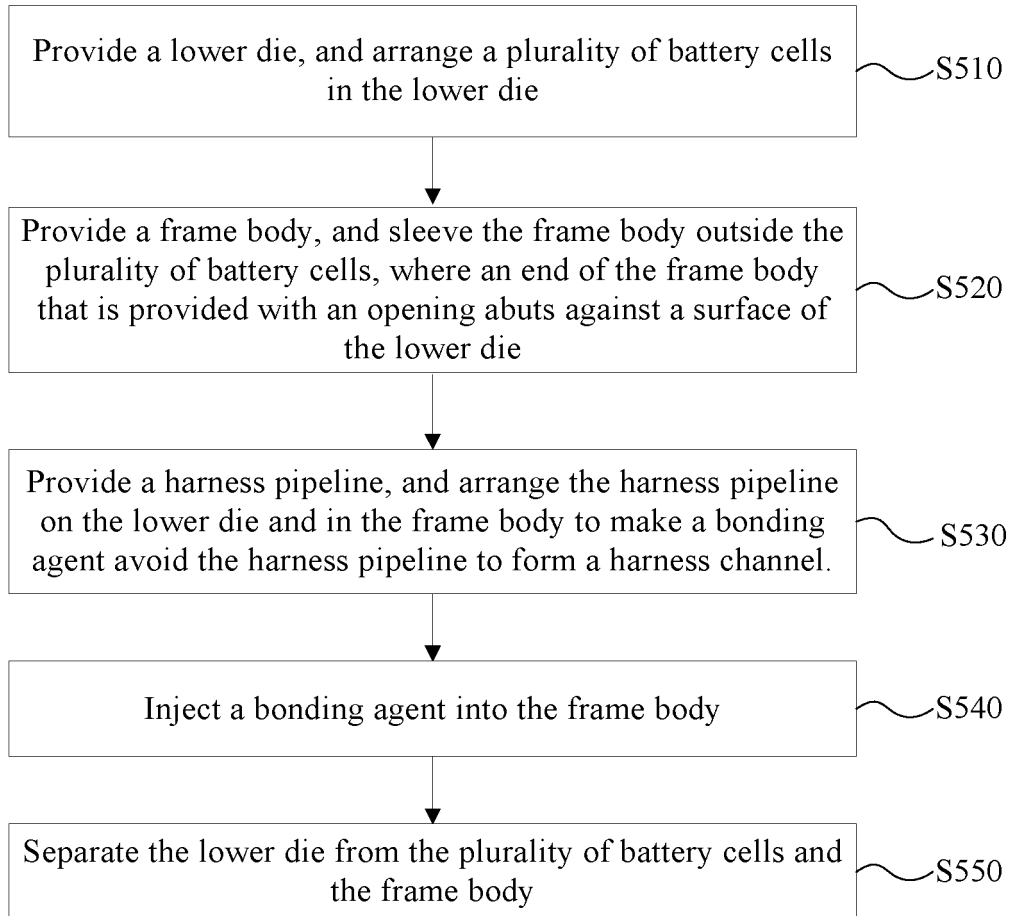 Provide a lower die, and arrange a plurality of battery cells
in the lower die
S510
Provide a frame body, and sleeve the frame body outside the
plurality of battery cells, where an end of the frame body
that is provided with an opening abuts against a surface of
the lower die
S520
Provide a harness pipeline, and arrange the harness pipeline
on the lower die and in the frame body to make a bonding
agent avoid the harness pipeline to form a harness channel.
S530
Inject a bonding agent into the frame body
S540
Separate the lower die from the plurality of battery cells and
the frame body
S550